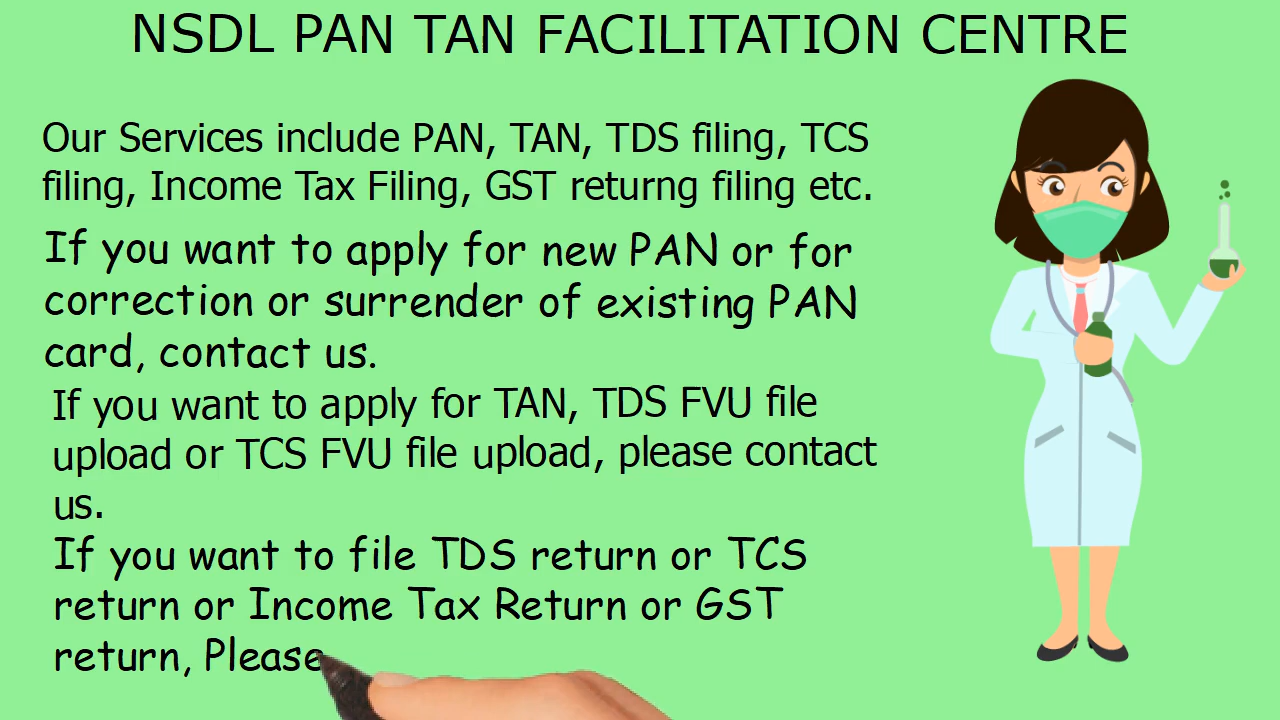 NSDL PAN TAN FACILITATION CENTRE
Our Services include PAN, TAN, TDS filing, TCS
filing, Income Tax Filing, GST returng filing etc.
If you want to apply for new PAN or for
correction or surrender of existing PAN
card, contact us.
If you want to apply for TAN, TDS FVU file
upload or TCS FVU file upload, please contact
us.
If you want to file TDS return or TCS
return or Income Tax Return or GST
return, Please